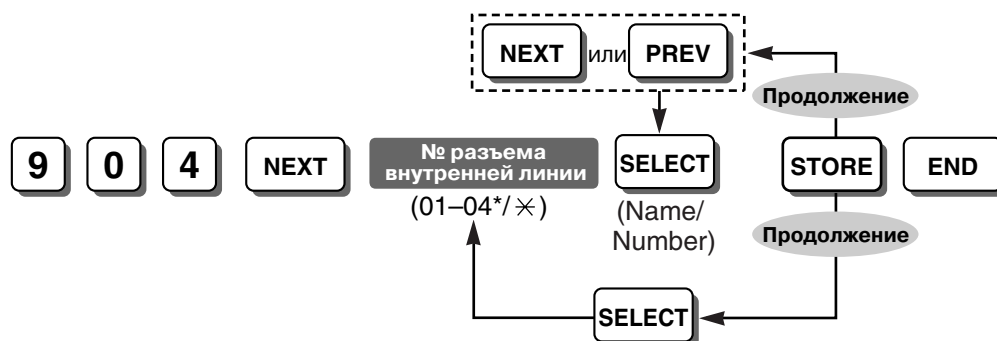 NEXT или PREV
Продолжение
9 0 4 NEXT № разъема внутренней линии SELECT STORE END
(01–04*/✳)
(Name/
Number)
Продолжение
SELECT